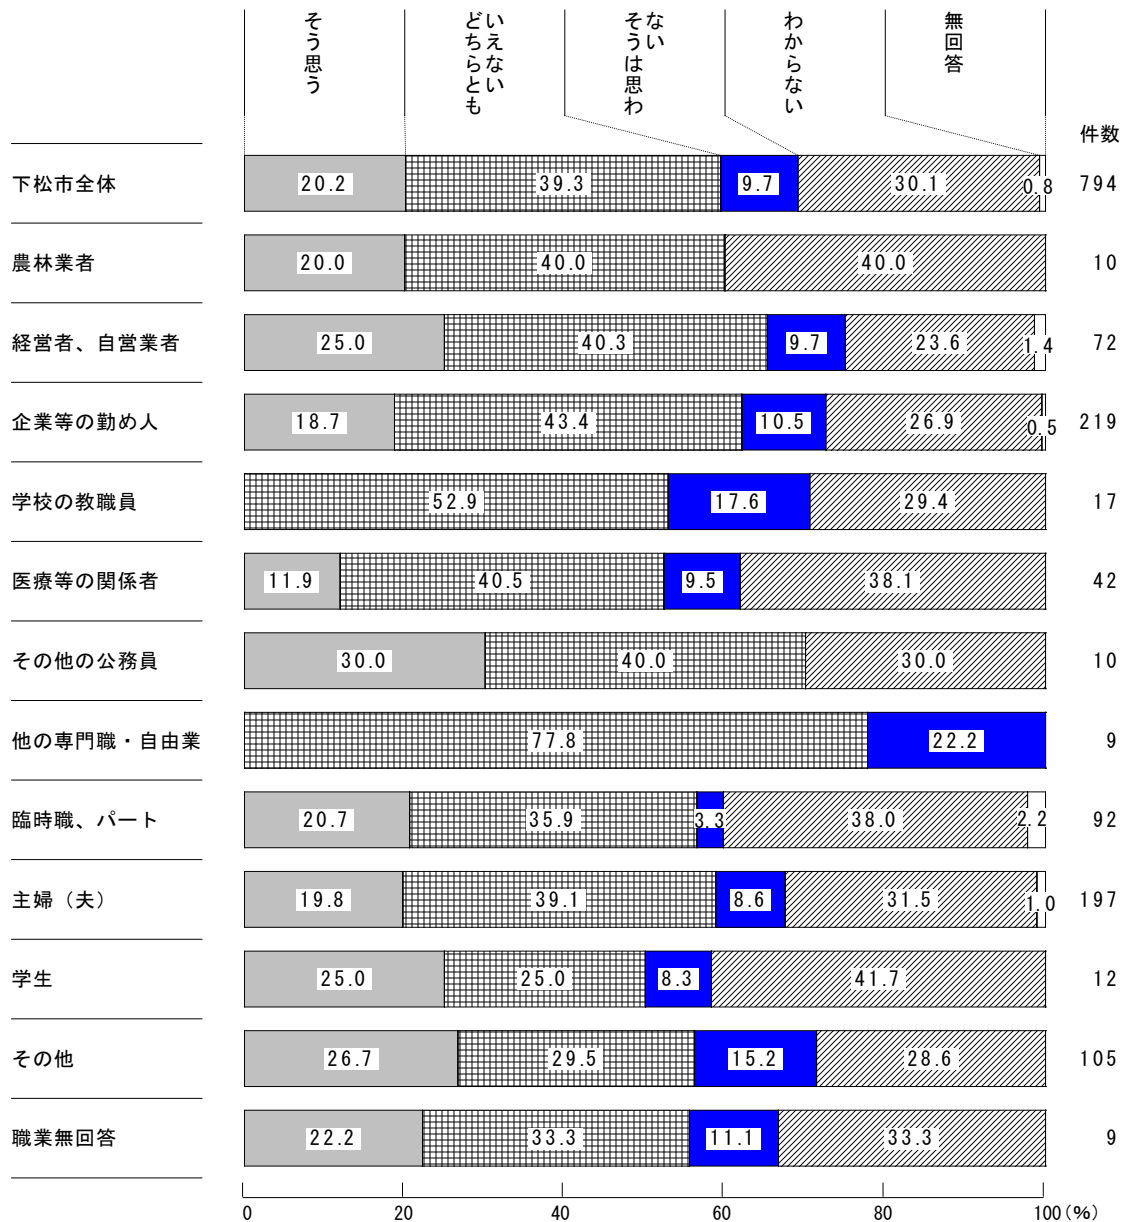 そう思う
どちらとも
いえない
そうは思わ
ない
わからない
無回答
件数
下松市全体 20.2 39.3 9.7 30.1 0.8 794
農林業者 20.0 40.0 40.0 10
経営者、自営業者 25.0 40.3 9.7 23.6 1.4 72
企業等の勤め人 18.7 43.4 10.5 26.9 0.5 219
学校の教職員 52.9 17.6 29.4 17
医療等の関係者 11.9 40.5 9.5 38.1 42
その他の公務員 30.0 40.0 30.0 10
他の専門職・自由業 77.8 22.2 9
臨時職、パート 20.7 35.9 3.3 38.0 2.2 92
主婦（夫） 19.8 39.1 8.6 31.5 1.0 197
学生 25.0 25.0 8.3 41.7 12
その他 26.7 29.5 15.2 28.6 105
職業無回答 22.2 33.3 11.1 33.3 9
0 20 40 60 80 100(%)